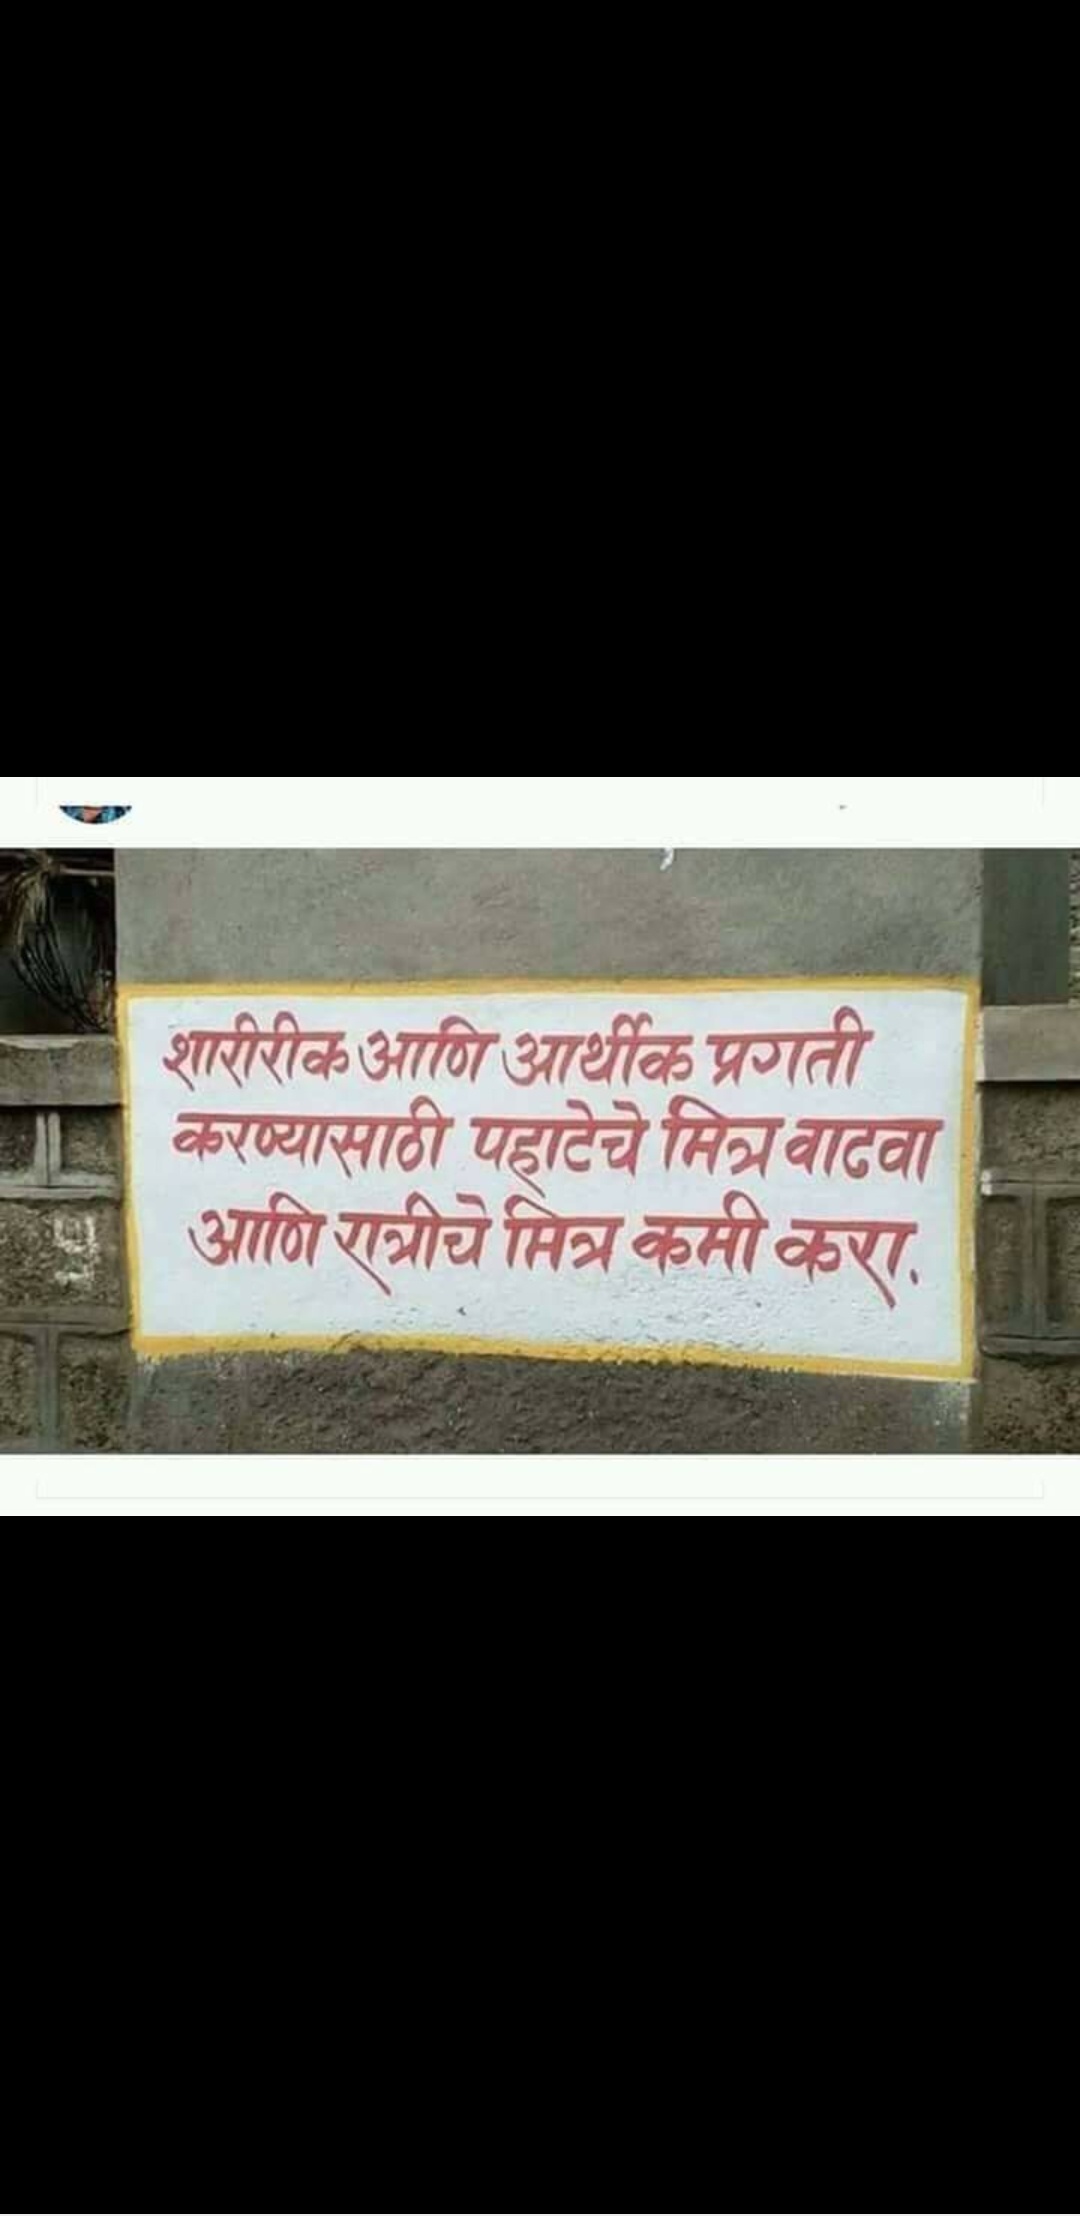 शारीरीक आणि आर्थीक प्रगती
करण्यासाठी पहाटेचे मित्र वाढवा
आणि रात्रीचे मित्र कमी करा.